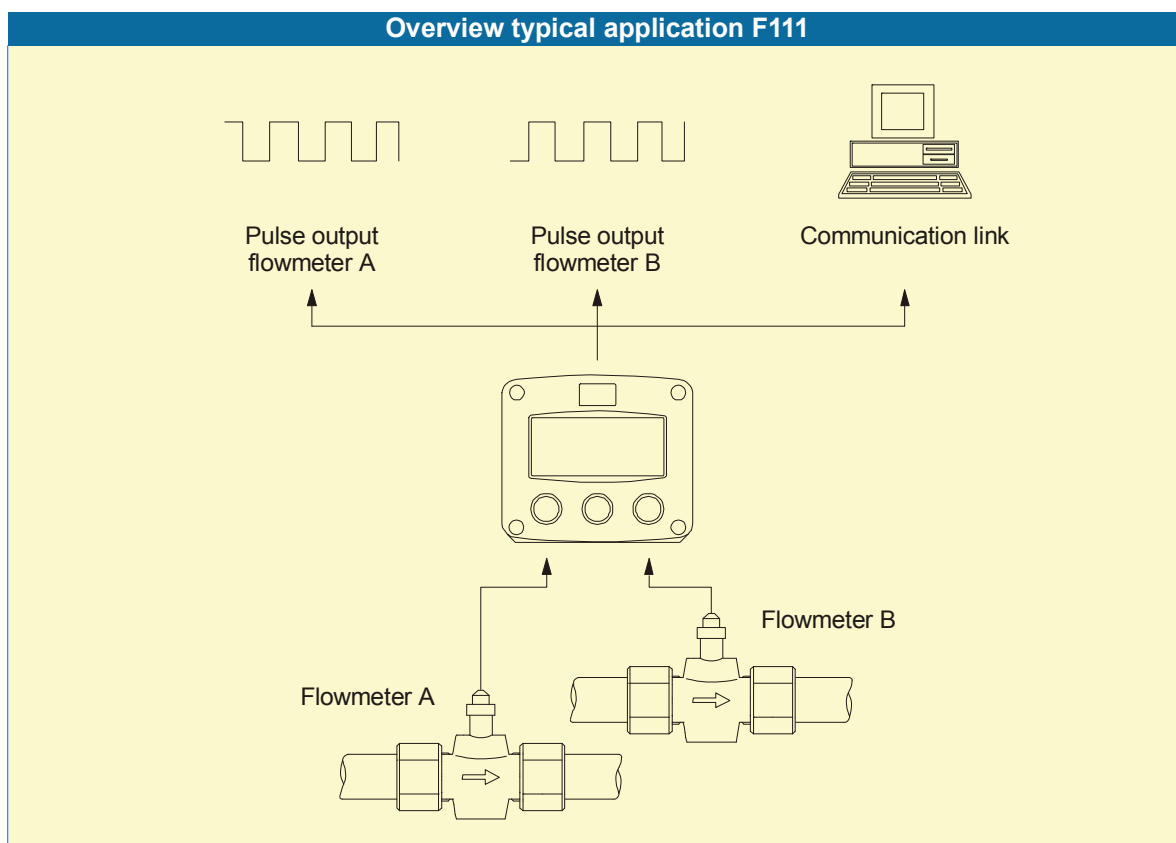 Overview typical application F111
Pulse output
flowmeter A
Pulse output
flowmeter B
Communication link
Flowmeter B
Flowmeter A